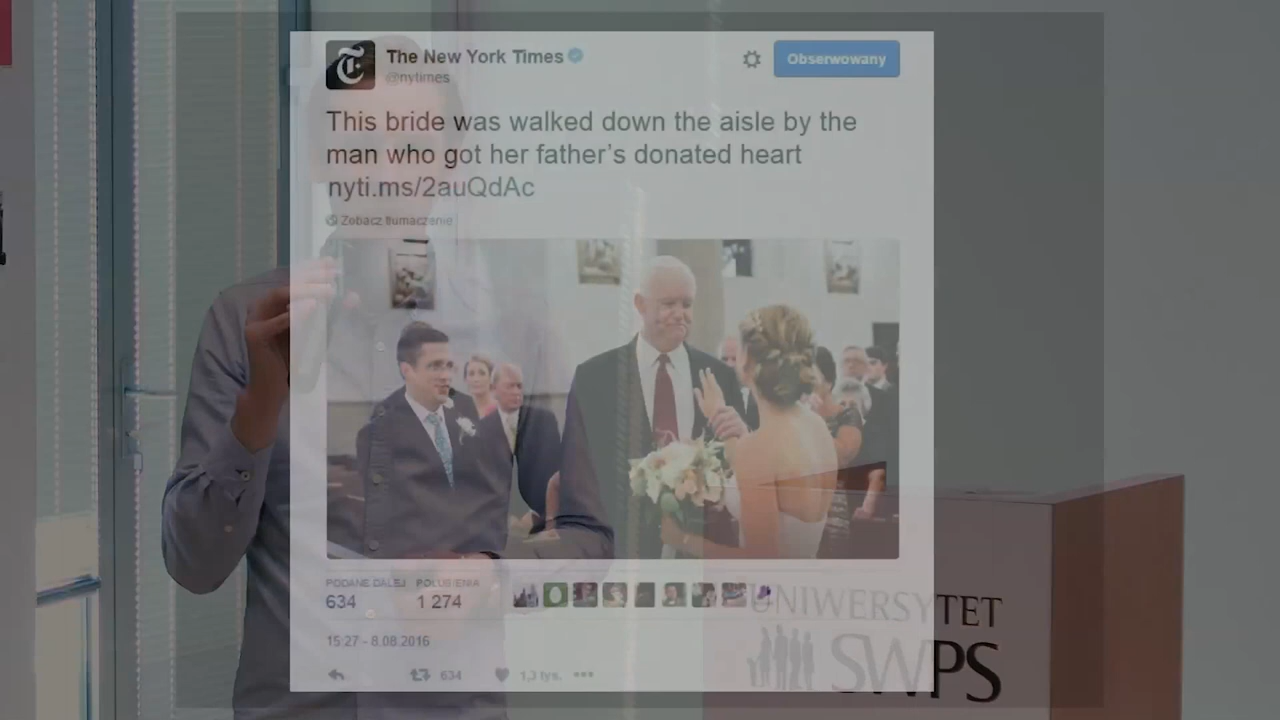 The New York Times
@nytimes
Obserwowany
This bride was walked down the aisle by the
man who got her father's donated heart
nyti.ms/2auQdAc
Zobacz tłumaczenie
PODANE DALEJ POLUBIENIA
634 1 274
15:27 - 8.08.2016
634 1,3 tys.
UNIWERSYTET
SWPS